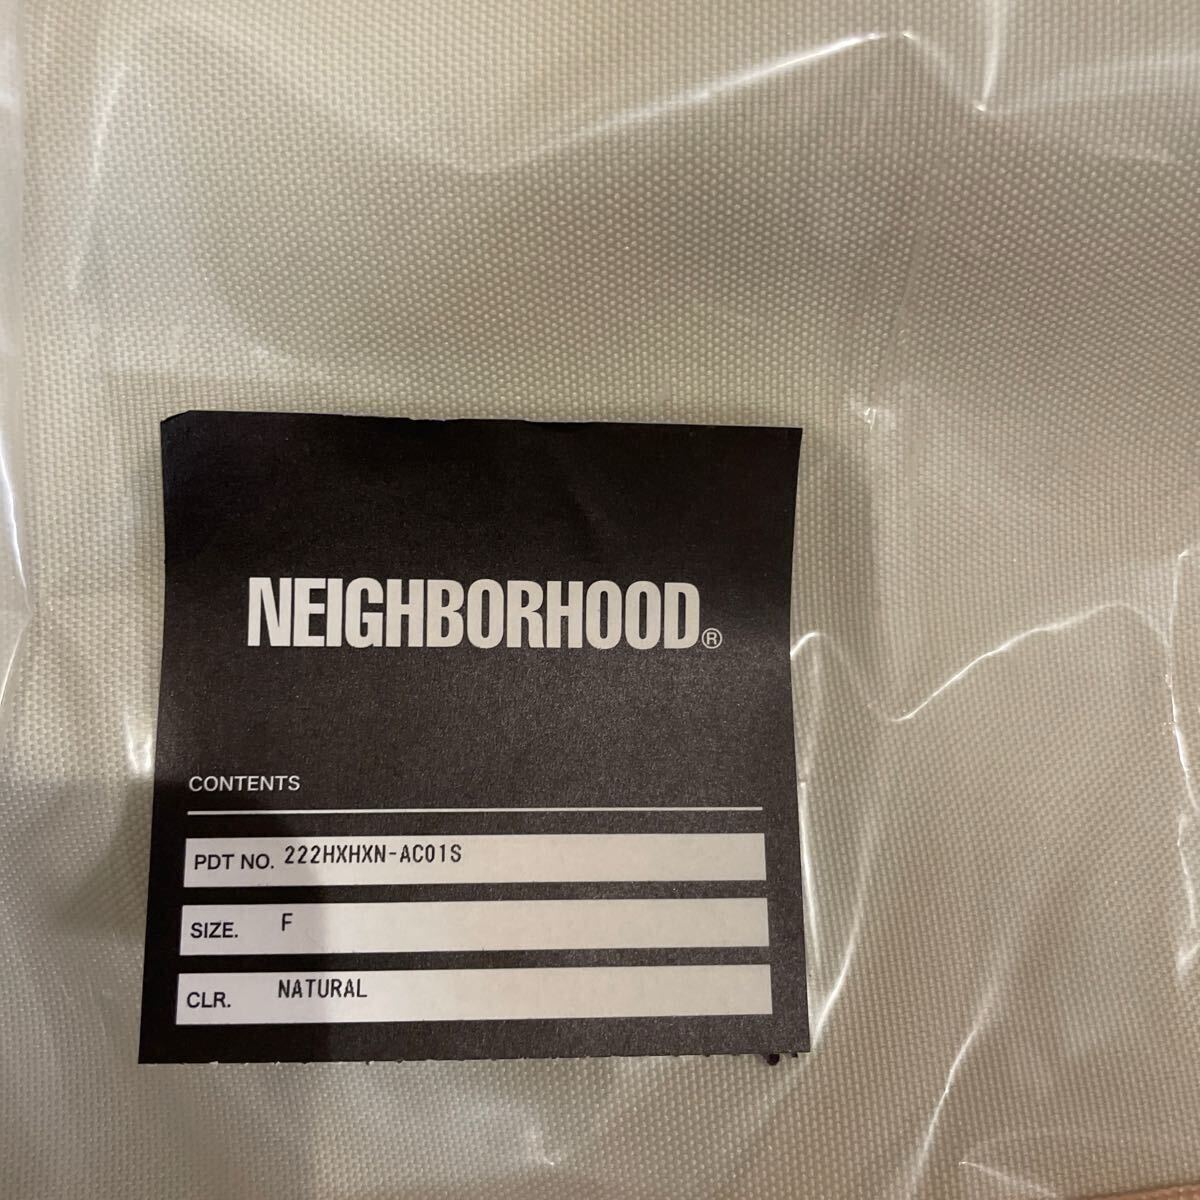 NEIGHBORHOOD®
CONTENTS
PDT NO. 222HXHXN-AC01S
SIZE. F
CLR. NATURAL